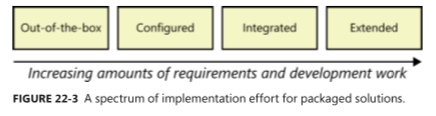 Out-of-the-box Configured Integrated Extended
Increasing amounts of requirements and development work
FIGURE 22-3 A spectrum of implementation effort for packaged solutions.